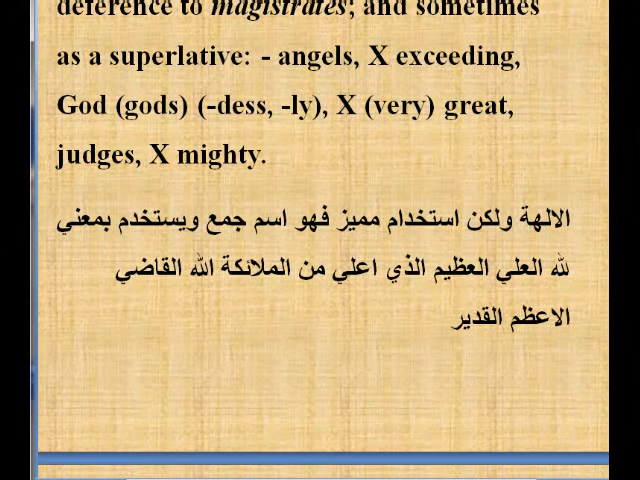 deference to magistrates; and sometimes
as a superlative: - angels, X exceeding,
God (gods) (-dess, -ly), X (very) great,
judges, X mighty.
الالهة ولكن استخدام مميز فهو اسم جمع ويستخدم بمعني
لله العلي العظيم الذي اعلي من الملائكة الله القاضي
الاعظم القدير